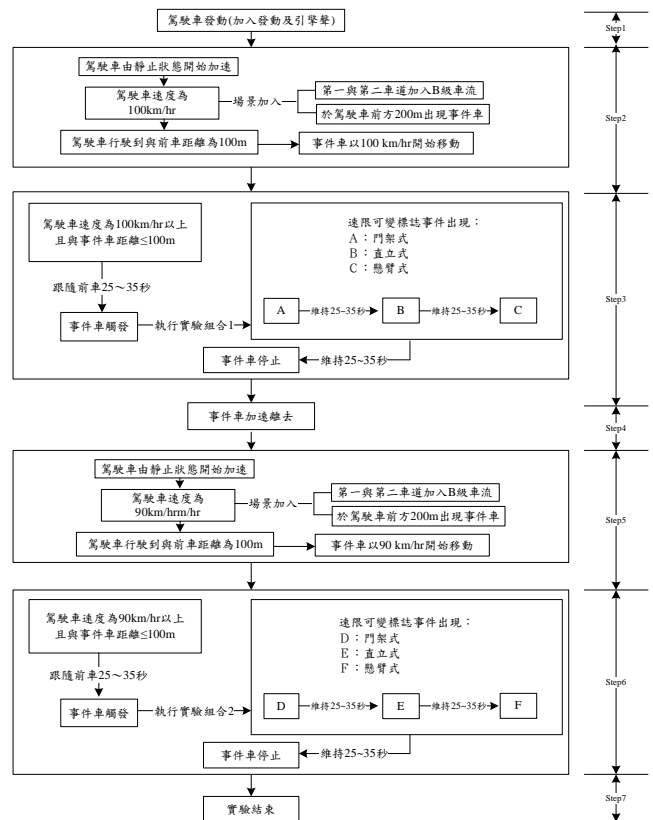 駕駛車發動(加入發動及引擎聲)
Step1
駕駛車由靜止狀態開始加速
駕駛車速度為
100km/hr
場景加入
第一與第二車道加入B級車流
於駕駛車前方200m出現事件車
駕駛車行駛到與前車距離為100m
事件車以100 km/hr開始移動
Step2
駕駛車速度為100km/hr以上
且與事件車距離≤100m
跟隨前車25～35秒
事件車觸發
執行實驗組合1
速限可變標誌事件出現：
A：門架式
B：直立式
C：懸臂式
A
維持25~35秒
B
維持25~35秒
C
事件車停止
維持25~35秒
Step3
事件車加速離去
Step4
駕駛車由靜止狀態開始加速
駕駛車速度為
90km/hrm/hr
場景加入
第一與第二車道加入B級車流
於駕駛車前方200m出現事件車
駕駛車行駛到與前車距離為100m
事件車以90 km/hr開始移動
Step5
駕駛車速度為90km/hr以上
且與事件車距離≤100m
跟隨前車25～35秒
事件車觸發
執行實驗組合2
速限可變標誌事件出現：
D：門架式
E：直立式
F：懸臂式
D
維持25~35秒
E
維持25~35秒
F
事件車停止
維持25~35秒
Step6
實驗結束
Step7